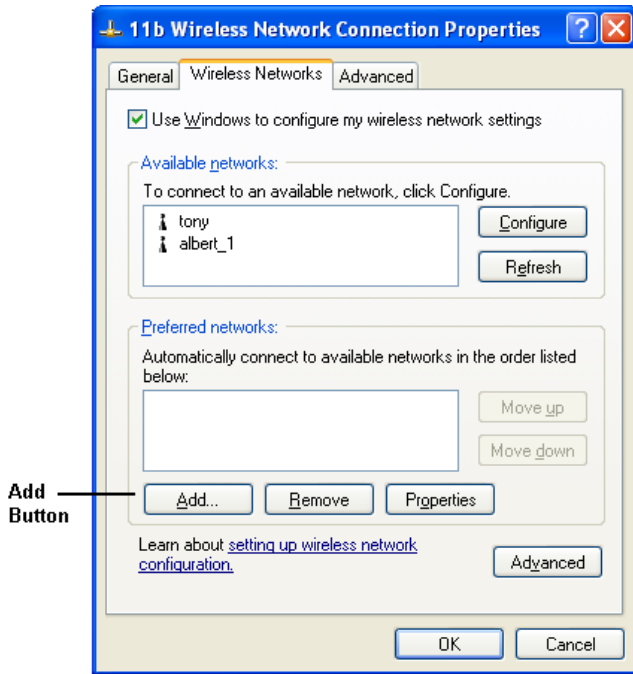 11b Wireless Network Connection Properties
General Wireless Networks Advanced
Use Windows to configure my wireless network settings
Available networks:
To connect to an available network, click Configure.
tony
albert_1
Configure
Refresh
Preferred networks:
Automatically connect to available networks in the order listed
below:
Move up
Move down
Add
Button
Add... Remove Properties
Learn about setting up wireless network
configuration.
Advanced
OK Cancel